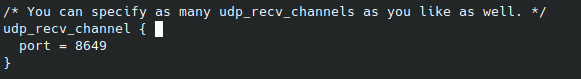 /* You can specify as many udp_recv_channels as you like as well. */
udp_recv_channel {
  port = 8649
}